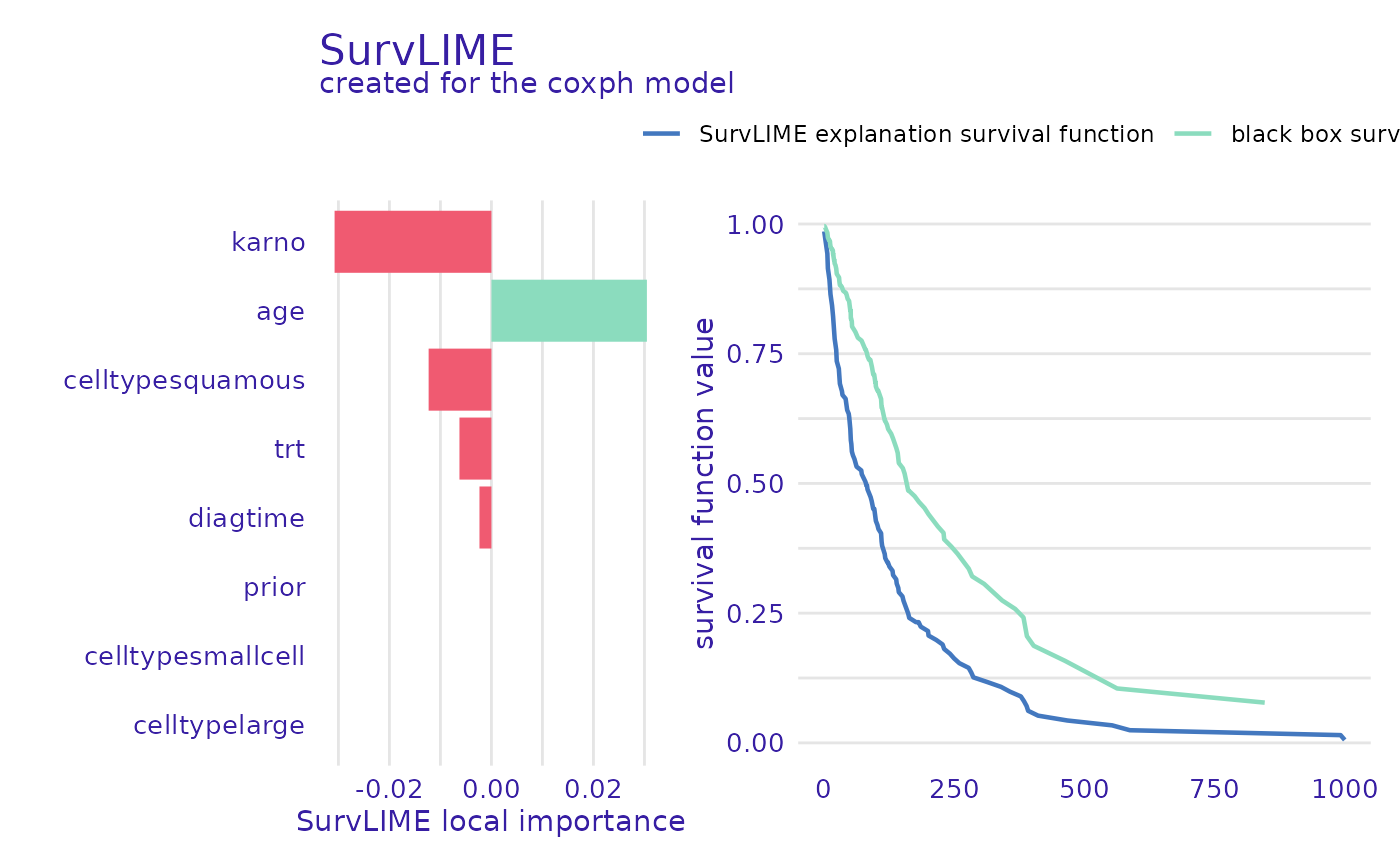 SurvLIME
created for the coxph model
SurvLIME explanation survival function
black box surv
karno
age
celltypesquamous
trt
diagtime
prior
celltypesmallcell
celltypelarge
-0.02 0.00 0.02
SurvLIME local importance
survival function value
1.00
0.75
0.50
0.25
0.00
0 250 500 750 1000